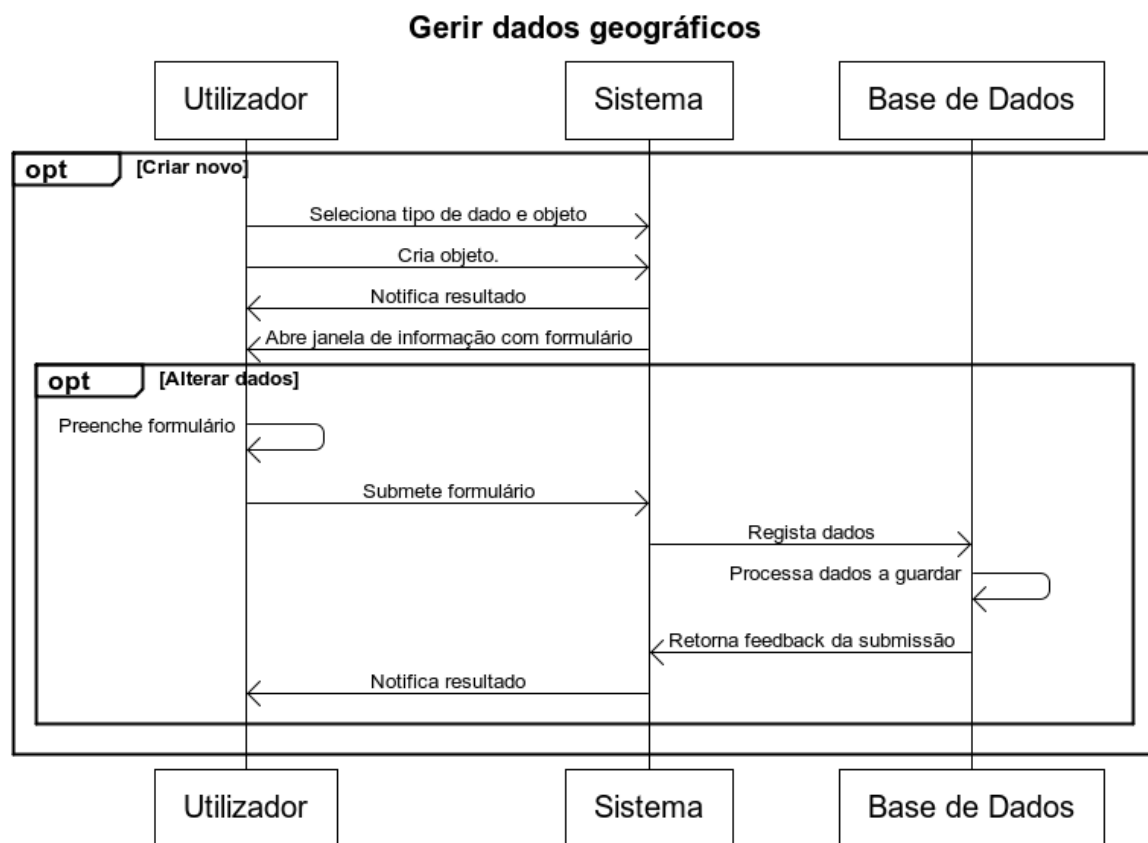 Gerir dados geográficos
Utilizador
Sistema
Base de Dados
opt
[Criar novo]
Seleciona tipo de dado e objeto
Cria objeto.
Notifica resultado
Abre janela de informação com formulário
opt
[Alterar dados]
Preenche formulário
Submete formulário
Regista dados
Processa dados a guardar
Retorna feedback da submissão
Notifica resultado
Utilizador
Sistema
Base de Dados